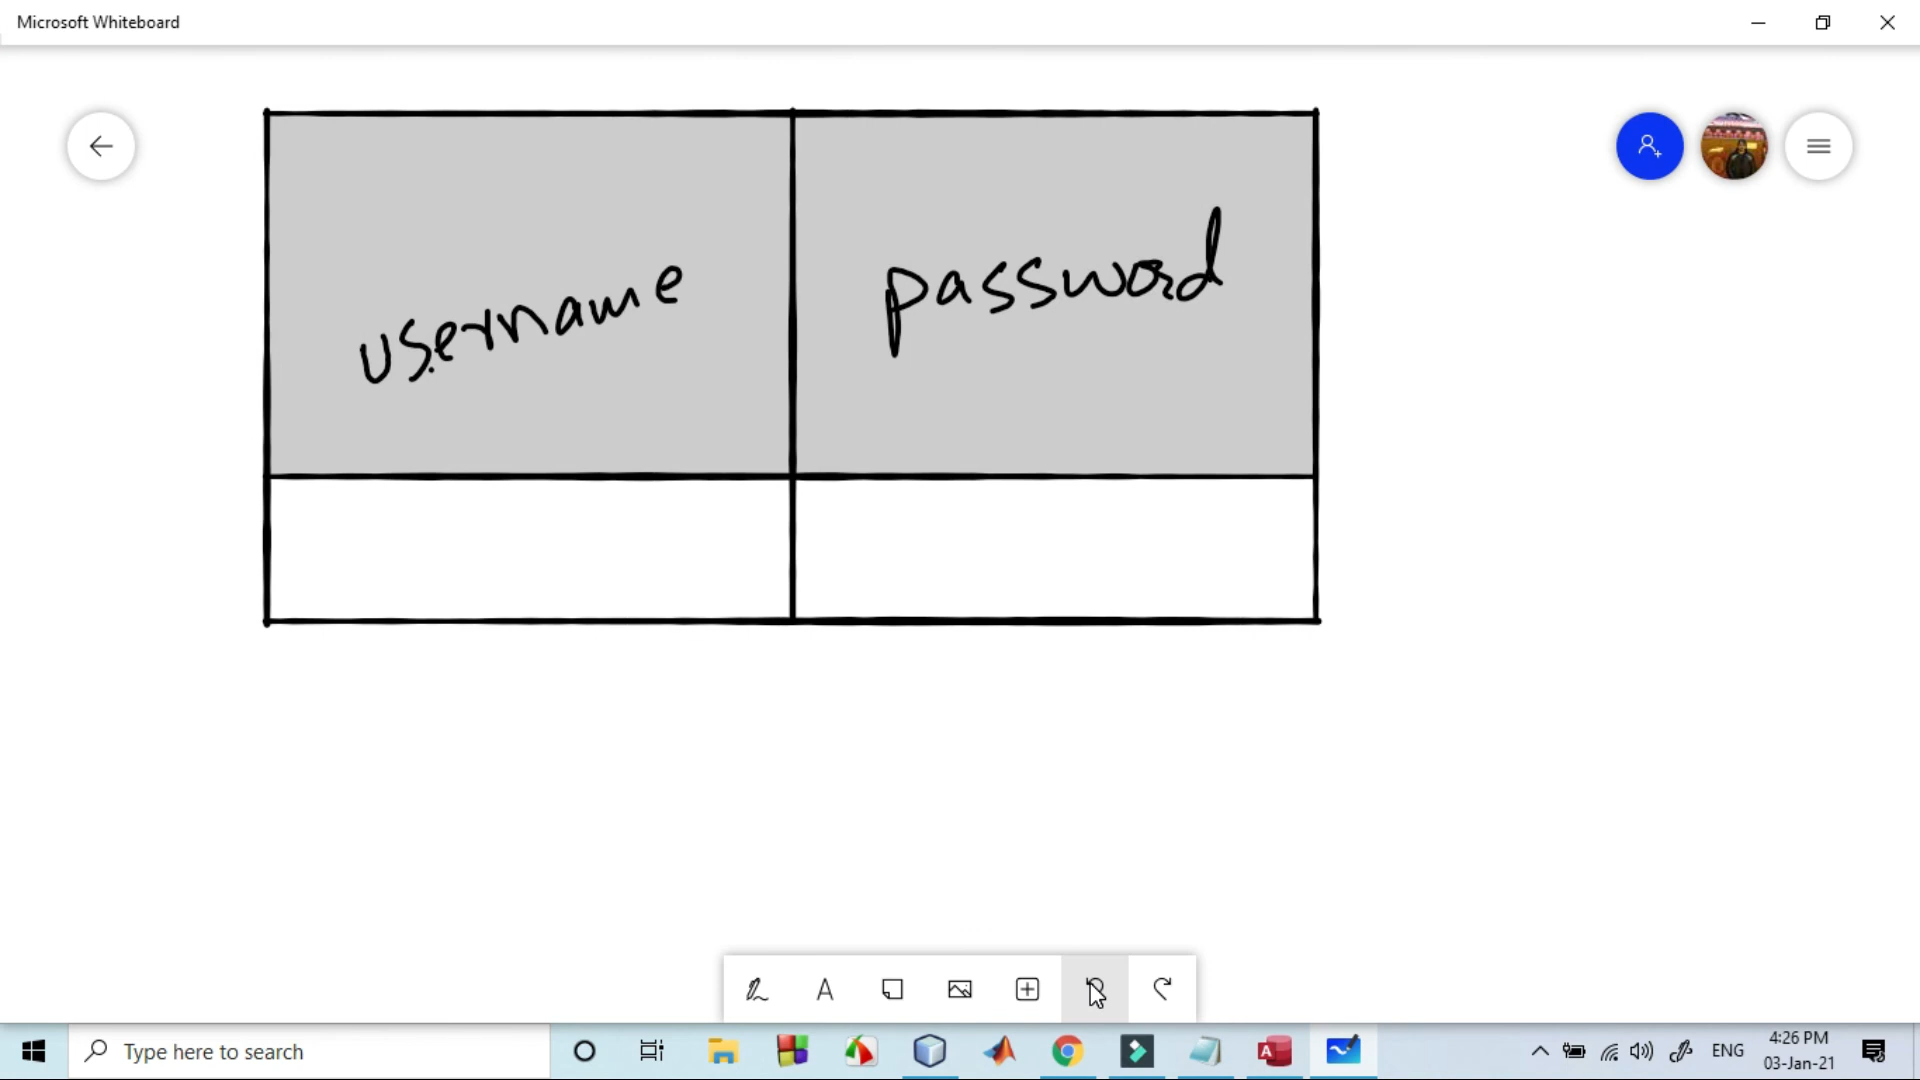 Microsoft Whiteboard
username
password
Type here to search
ENG
4:26 PM
03-Jan-21